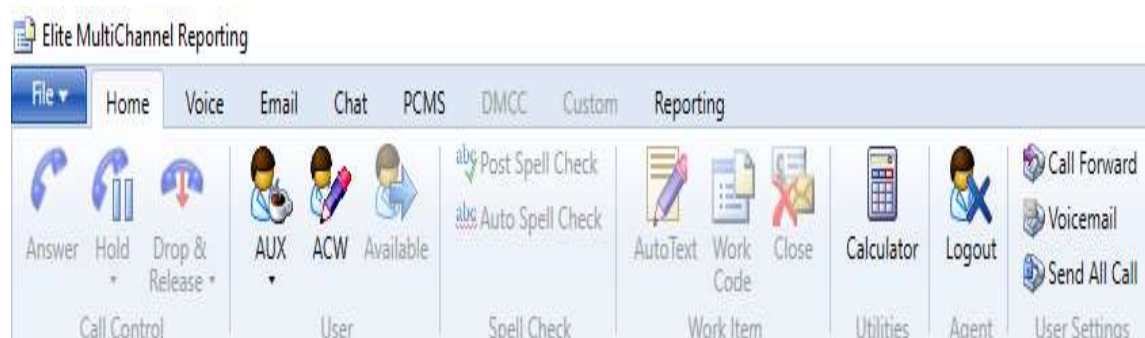 Elite MultiChannel Reporting
File Home Voice Email Chat PCMS DMCC Custom Reporting
Answer Hold Drop & Release
Call Control
AUX ACW Available
User
abc Post Spell Check
abc Auto Spell Check
Spell Check
AutoText Work Code Close
Work Item
Calculator
Utilities
Logout
Agent
Call Forward
Voicemail
Send All Call
User Settings